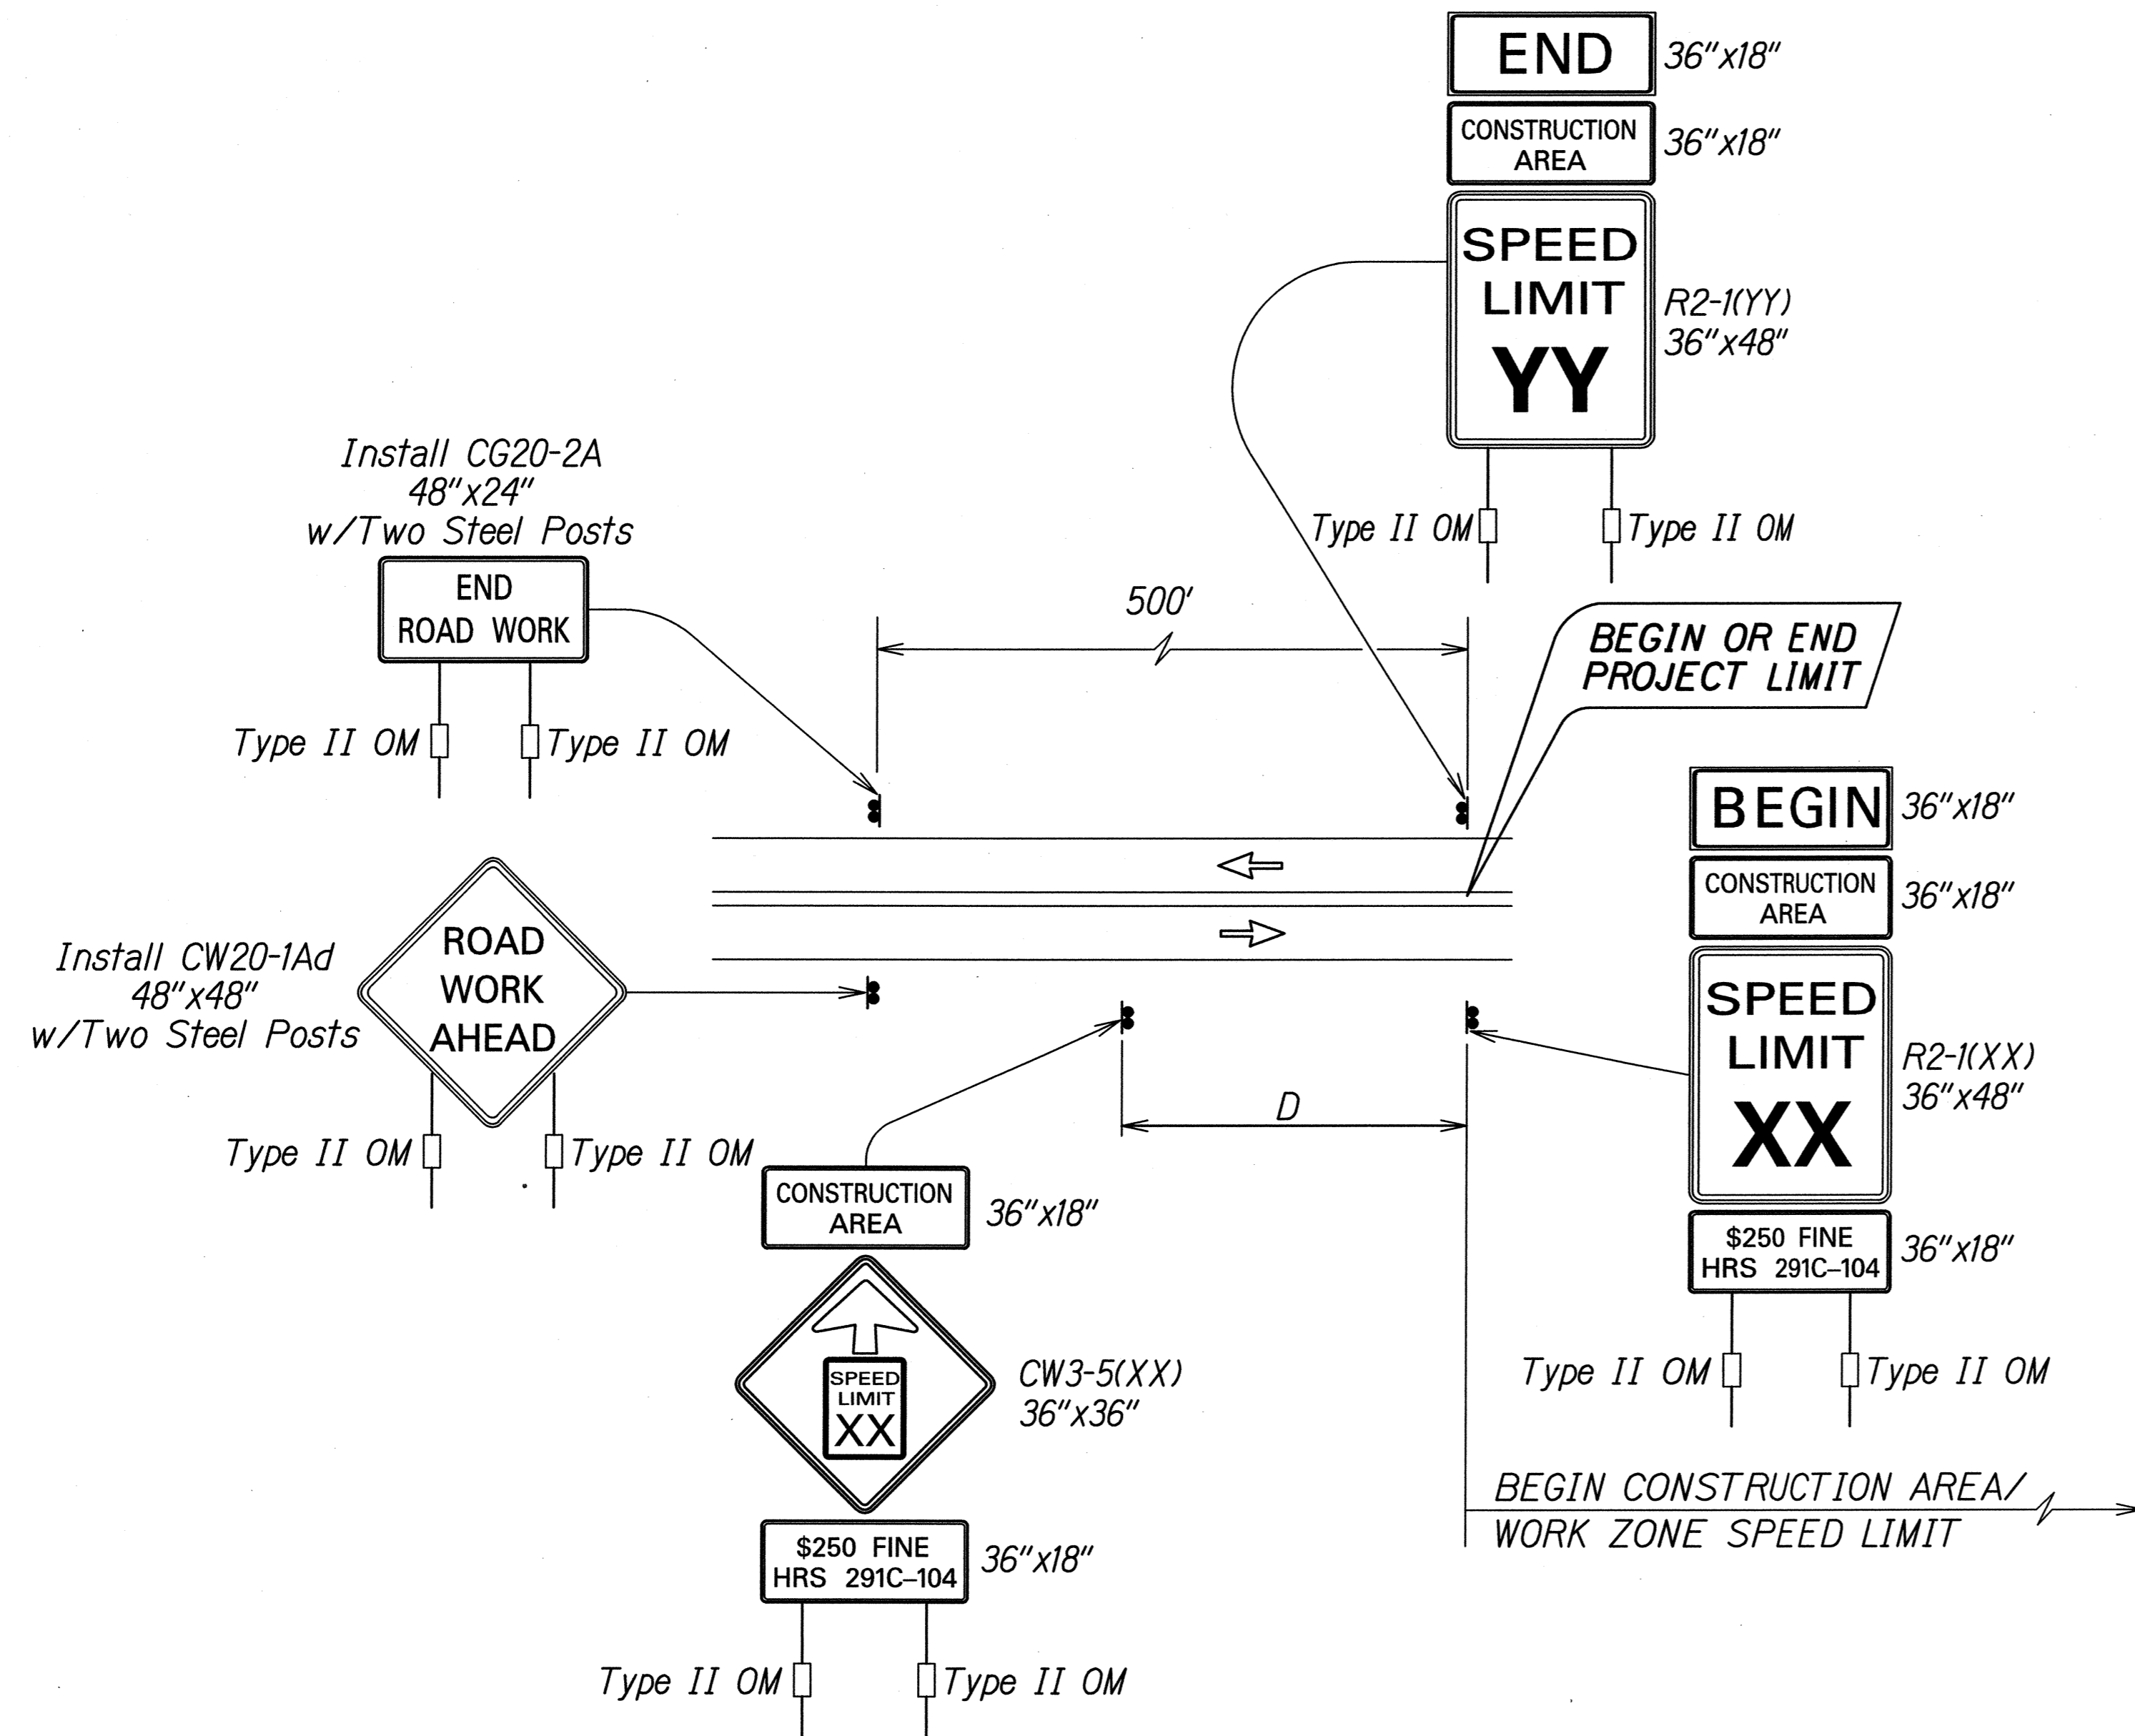 END
36"x18"
CONSTRUCTION
AREA
36"x18"
SPEED
LIMIT
YY
R2-1(YY)
36"x48"
Type II OM
Type II OM
Install CG20-2A
48"x24"
w/Two Steel Posts
END
ROAD WORK
Type II OM
Type II OM
500'
BEGIN OR END
PROJECT LIMIT
BEGIN
36"x18"
CONSTRUCTION
AREA
36"x18"
SPEED
LIMIT
XX
R2-1(XX)
36"x48"
$250 FINE
HRS 291C-104
36"x18"
Type II OM
Type II OM
Install CW20-1Ad
48"x48"
w/Two Steel Posts
ROAD
WORK
AHEAD
Type II OM
Type II OM
D
CONSTRUCTION
AREA
36"x18"
SPEED
LIMIT
XX
CW3-5(XX)
36"x36"
$250 FINE
HRS 291C-104
36"x18"
Type II OM
Type II OM
BEGIN CONSTRUCTION AREA/
WORK ZONE SPEED LIMIT